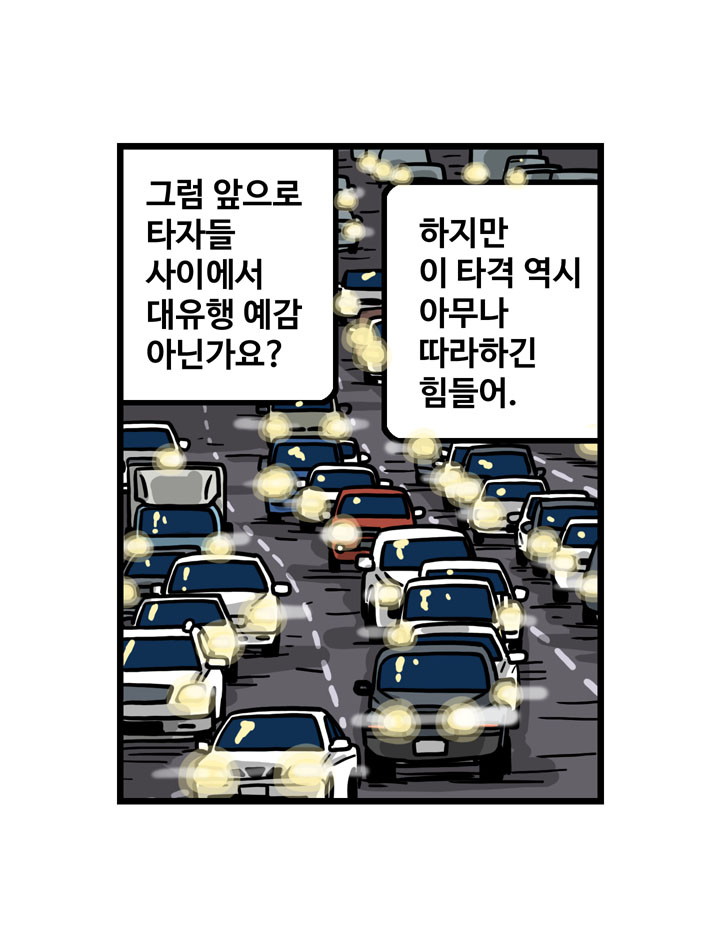 그럼 앞으로
타자들
사이에서
대유행 예감
아닌가요?
하지만
이 타격 역시
아무나
따라하긴
힘들어.